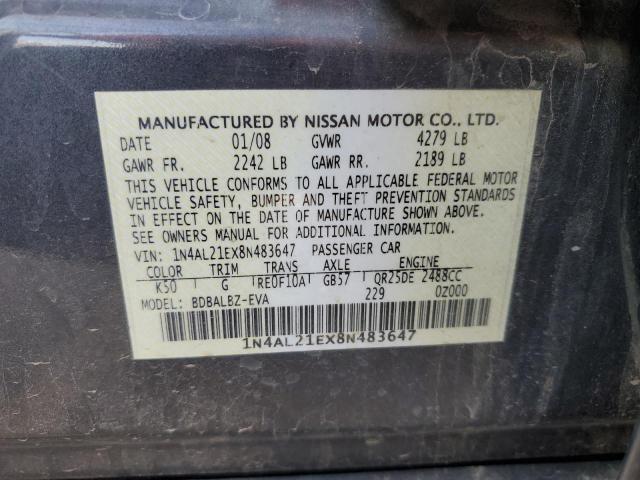 MANUFACTURED BY NISSAN MOTOR CO., LTD.
DATE 01/08 GVWR 4279 LB
GAWR FR. 2242 LB GAWR RR. 2189 LB
THIS VEHICLE CONFORMS TO ALL APPLICABLE FEDERAL MOTOR
VEHICLE SAFETY, BUMPER AND THEFT PREVENTION STANDARDS
IN EFFECT ON THE DATE OF MANUFACTURE SHOWN ABOVE.
SEE OWNERS MANUAL FOR ADDITIONAL INFORMATION.
VIN: 1N4AL21EX8N483647 PASSENGER CAR
COLOR TRIM TRANS AXLE ENGINE
K50 G RE0F10A GB57 QR25DE 2488CC
MODEL: BDBALBZ-EVA 229 0Z000
1N4AL21EX8N483647